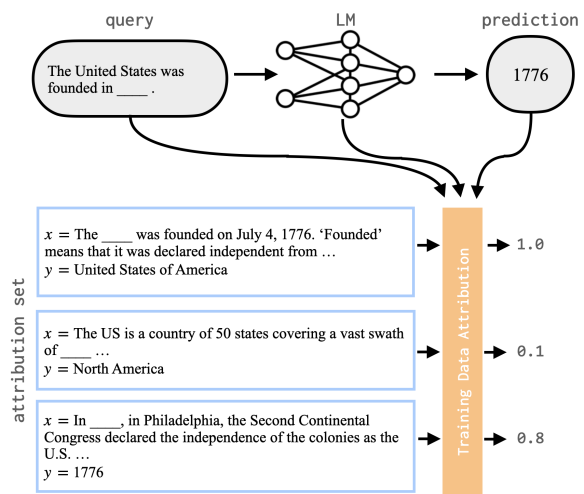 query
LM
prediction
The United States was
founded in ____ .
1776
attribution set
x = The ____ was founded on July 4, 1776. ‘Founded’
means that it was declared independent from …
y = United States of America
1.0
x = The US is a country of 50 states covering a vast swath
of ____ …
y = North America
0.1
x = In ____, in Philadelphia, the Second Continental
Congress declared the independence of the colonies as the
U.S. …
y = 1776
0.8
Training Data Attribution